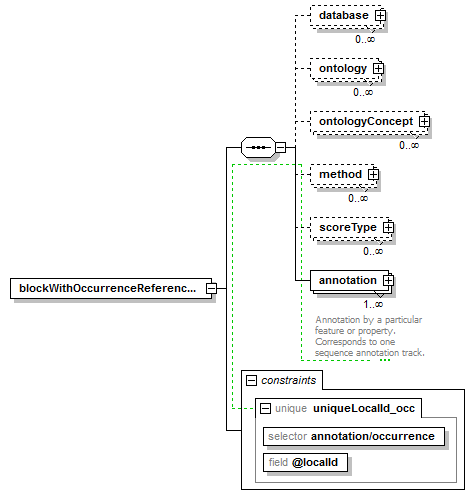 database
0..∞
ontology
0..∞
ontologyConcept
0..∞
method
0..∞
scoreType
0..∞
blockWithOccurrenceReferenc...
annotation
1..∞
Annotation by a particular
feature or property.
Corresponds to one
sequence annotation track.
constraints
unique uniqueLocalId_occ
selector annotation/occurrence
field @localId